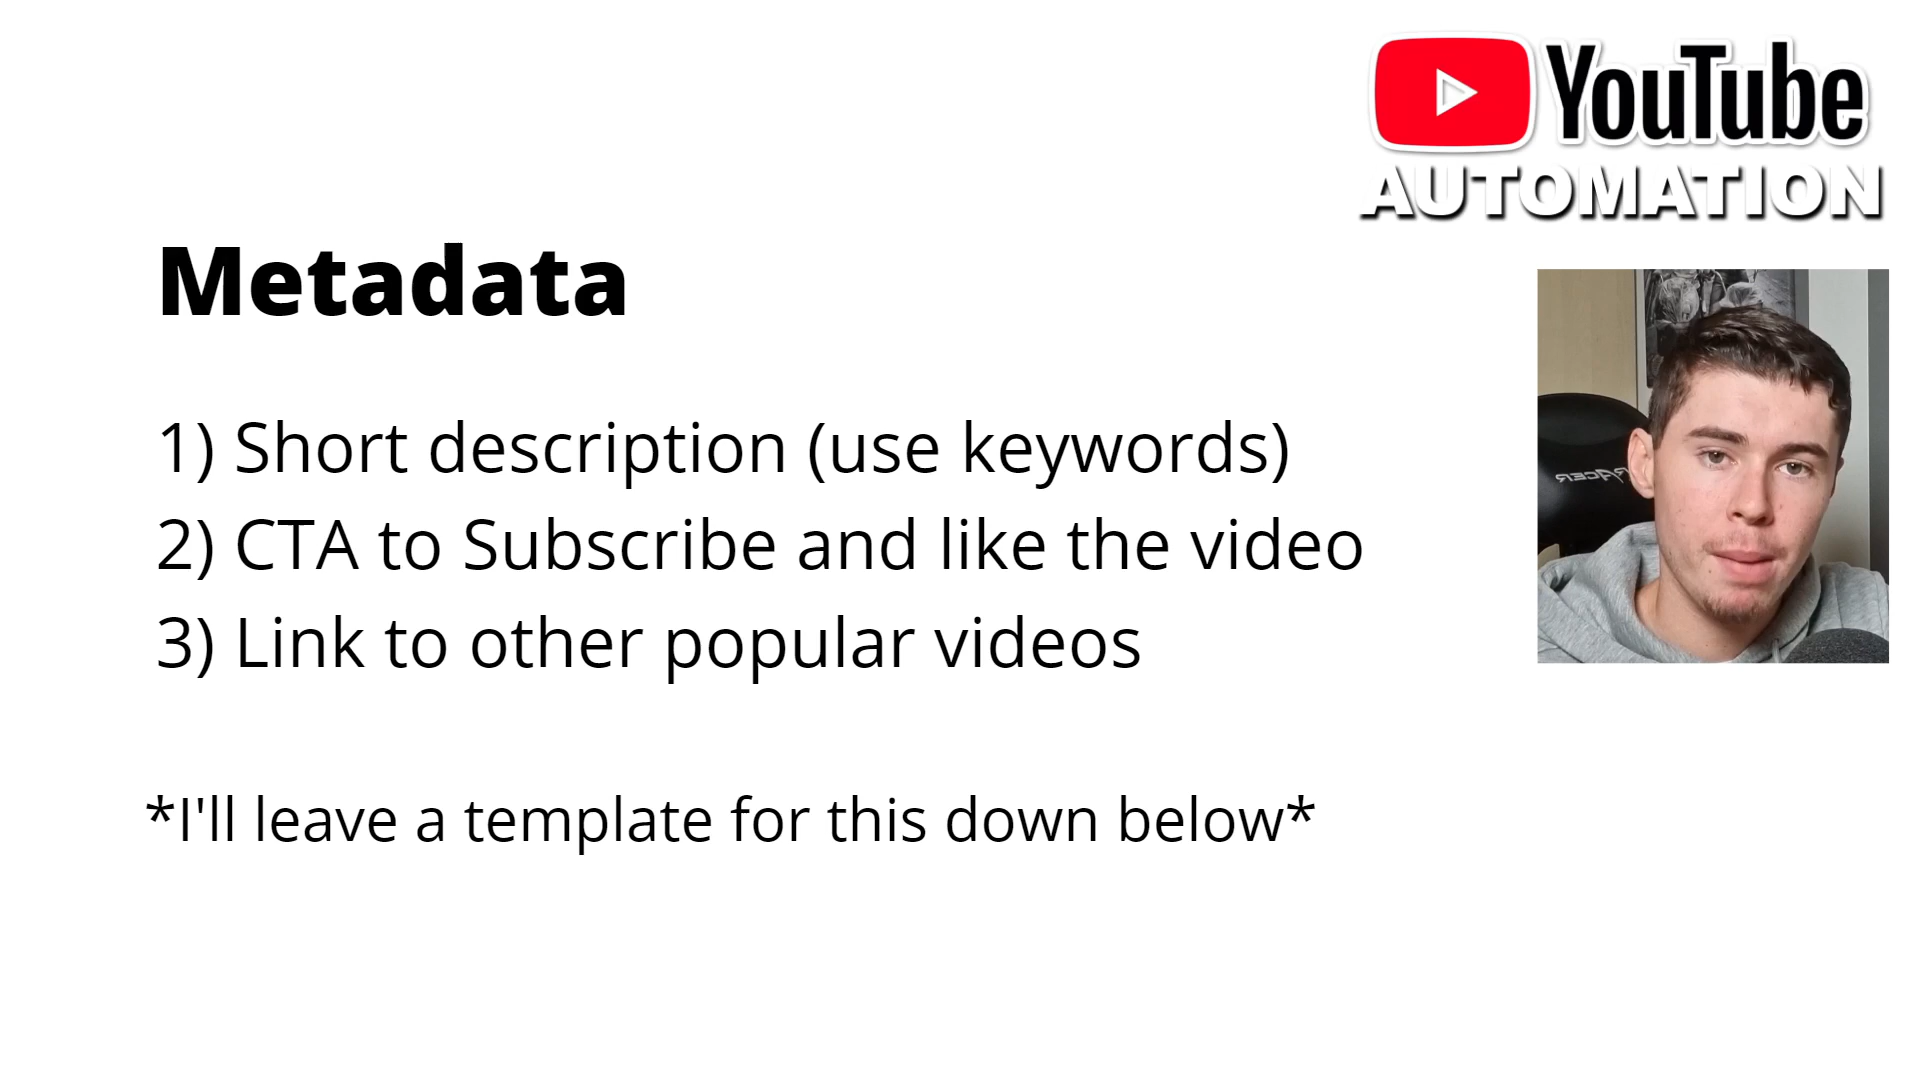 YouTube
AUTOMATION
Metadata
1) Short description (use keywords)
2) CTA to Subscribe and like the video
3) Link to other popular videos
*I'll leave a template for this down below*
RACER